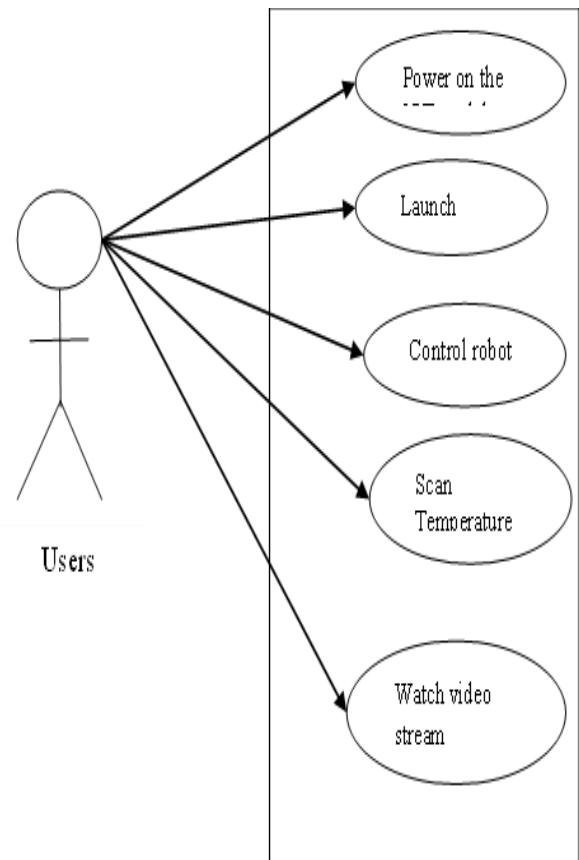 Power on the
Launch
Control robot
Scan
Temperature
Users
Watch video
stream